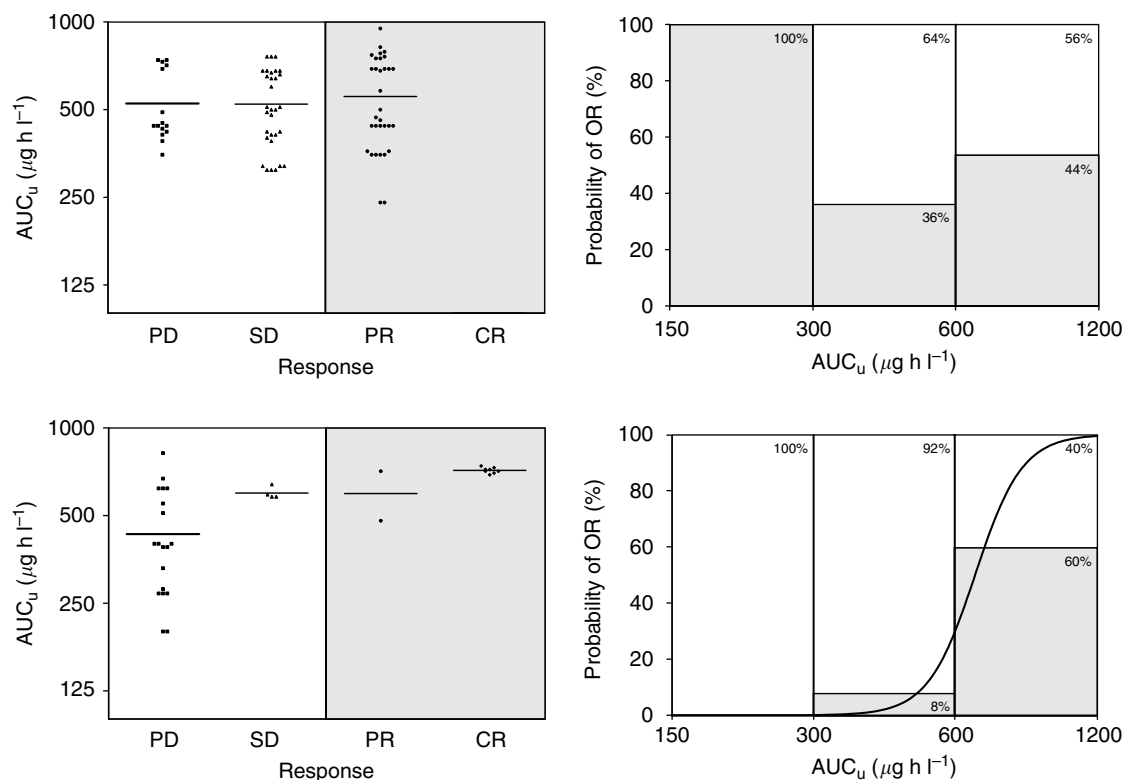 1000
500
250
125
AUCu (μg h l−1)
PD SD PR CR
Response
100
80
60
40
20
0
Probability of OR (%)
100% 64% 56%
44%
36%
150 300 600 1200
AUCu (μg h l−1)
1000
500
250
125
AUCu (μg h l−1)
PD SD PR CR
Response
100
80
60
40
20
0
Probability of OR (%)
100% 92% 40%
60%
8%
150 300 600 1200
AUCu (μg h l−1)